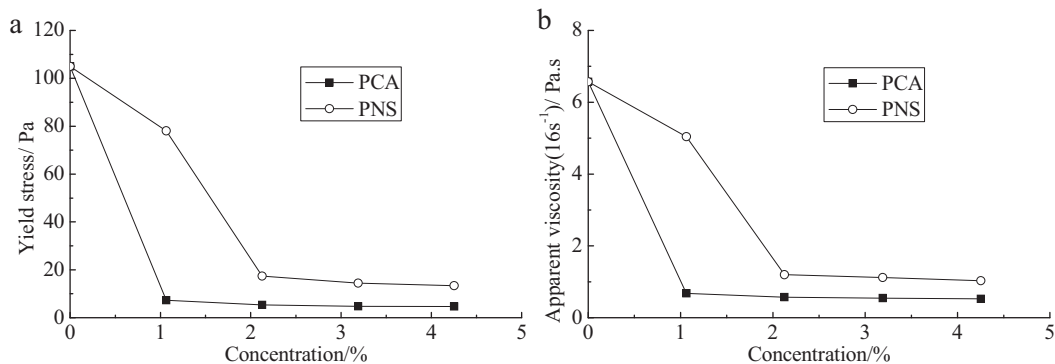 a
120
100
80
60
40
20
0
Yield stress/ Pa
PCA
PNS
0 1 2 3 4 5
Concentration/%
b
8
6
4
2
0
Apparent viscosity(16s⁻¹)/ Pa.s
PCA
PNS
0 1 2 3 4 5
Concentration/%